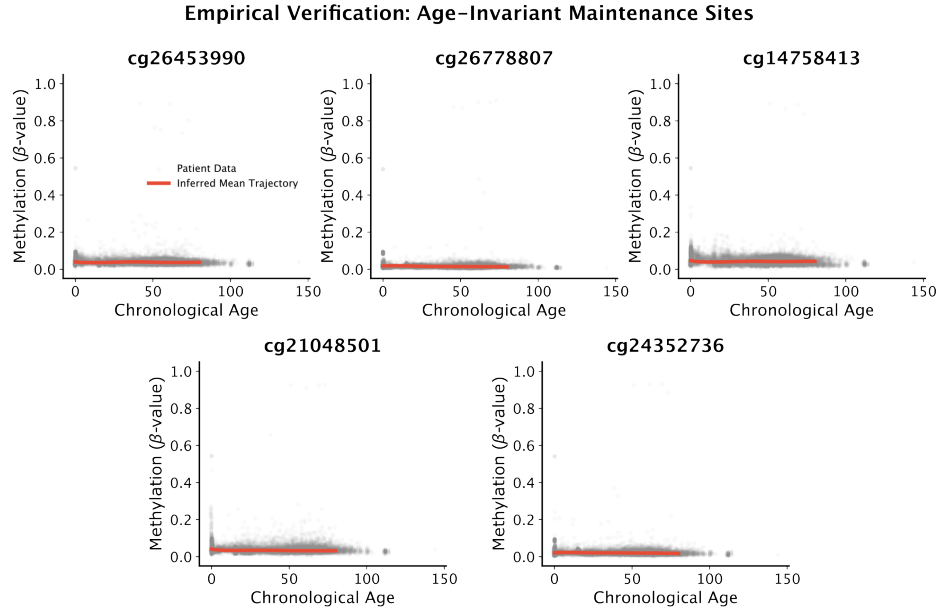 Empirical Verification: Age-Invariant Maintenance Sites
cg26453990
Methylation (β-value)
1.0
0.8
0.6
0.4
0.2
0.0
Patient Data
Inferred Mean Trajectory
0 50 100 150
Chronological Age
cg26778807
Methylation (β-value)
1.0
0.8
0.6
0.4
0.2
0.0
0 50 100 150
Chronological Age
cg14758413
Methylation (β-value)
1.0
0.8
0.6
0.4
0.2
0.0
0 50 100 150
Chronological Age
cg21048501
Methylation (β-value)
1.0
0.8
0.6
0.4
0.2
0.0
0 50 100 150
Chronological Age
cg24352736
Methylation (β-value)
1.0
0.8
0.6
0.4
0.2
0.0
0 50 100 150
Chronological Age